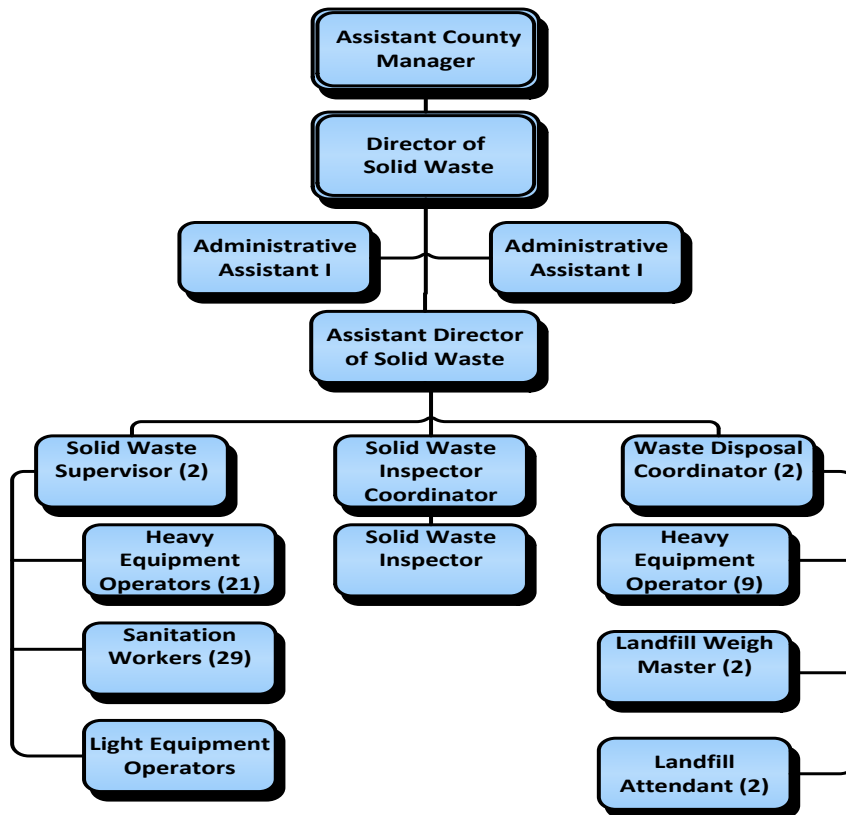 Assistant County
Manager
Director of
Solid Waste
Administrative
Assistant I
Administrative
Assistant I
Assistant Director
of Solid Waste
Solid Waste
Supervisor (2)
Solid Waste
Inspector
Coordinator
Waste Disposal
Coordinator (2)
Heavy
Equipment
Operators (21)
Solid Waste
Inspector
Heavy
Equipment
Operator (9)
Sanitation
Workers (29)
Landfill Weigh
Master (2)
Light Equipment
Operators
Landfill
Attendant (2)